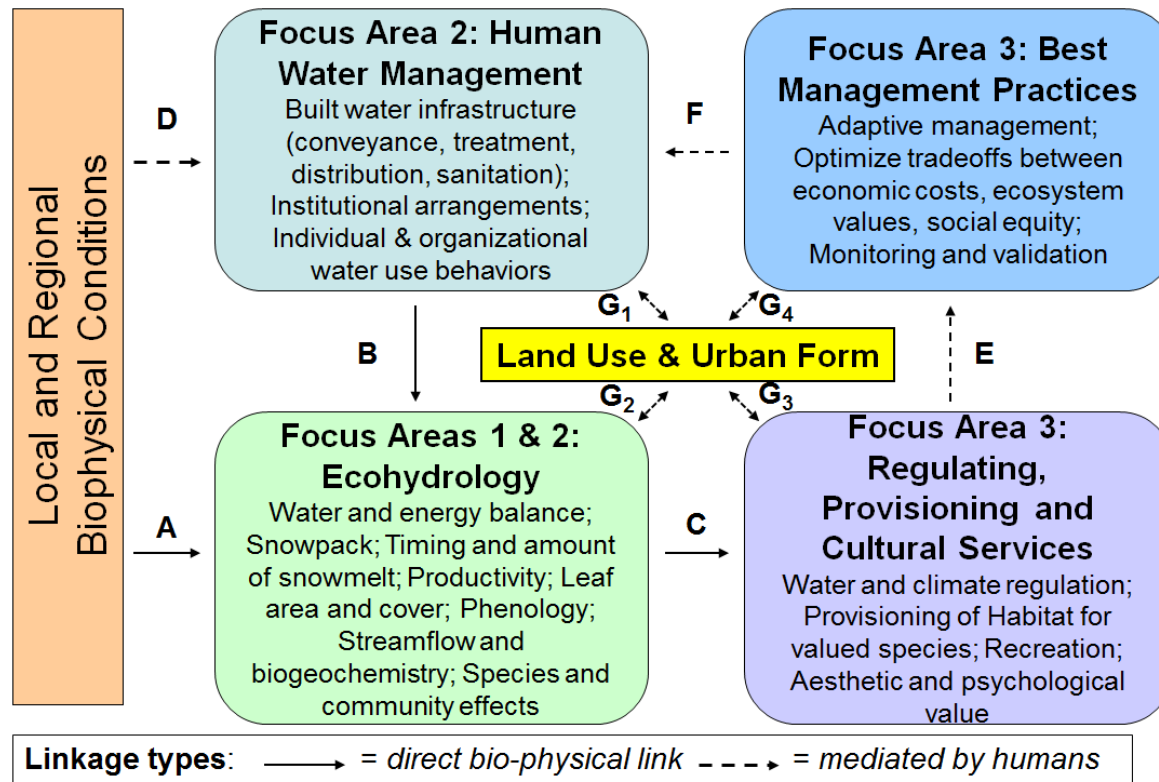 Local and Regional
Biophysical Conditions
D
Focus Area 2: Human
Water Management
Built water infrastructure
(conveyance, treatment,
distribution, sanitation);
Institutional arrangements;
Individual & organizational
water use behaviors
F
Focus Area 3: Best
Management Practices
Adaptive management;
Optimize tradeoffs between
economic costs, ecosystem
values, social equity;
Monitoring and validation
G1
G4
B
Land Use & Urban Form
E
G2
G3
A
Focus Areas 1 & 2:
Ecohydrology
Water and energy balance;
Snowpack; Timing and amount
of snowmelt; Productivity; Leaf
area and cover; Phenology;
Streamflow and
biogeochemistry; Species and
community effects
C
Focus Area 3:
Regulating,
Provisioning and
Cultural Services
Water and climate regulation;
Provisioning of Habitat for
valued species; Recreation;
Aesthetic and psychological
value
Linkage types: = direct bio-physical link = mediated by humans